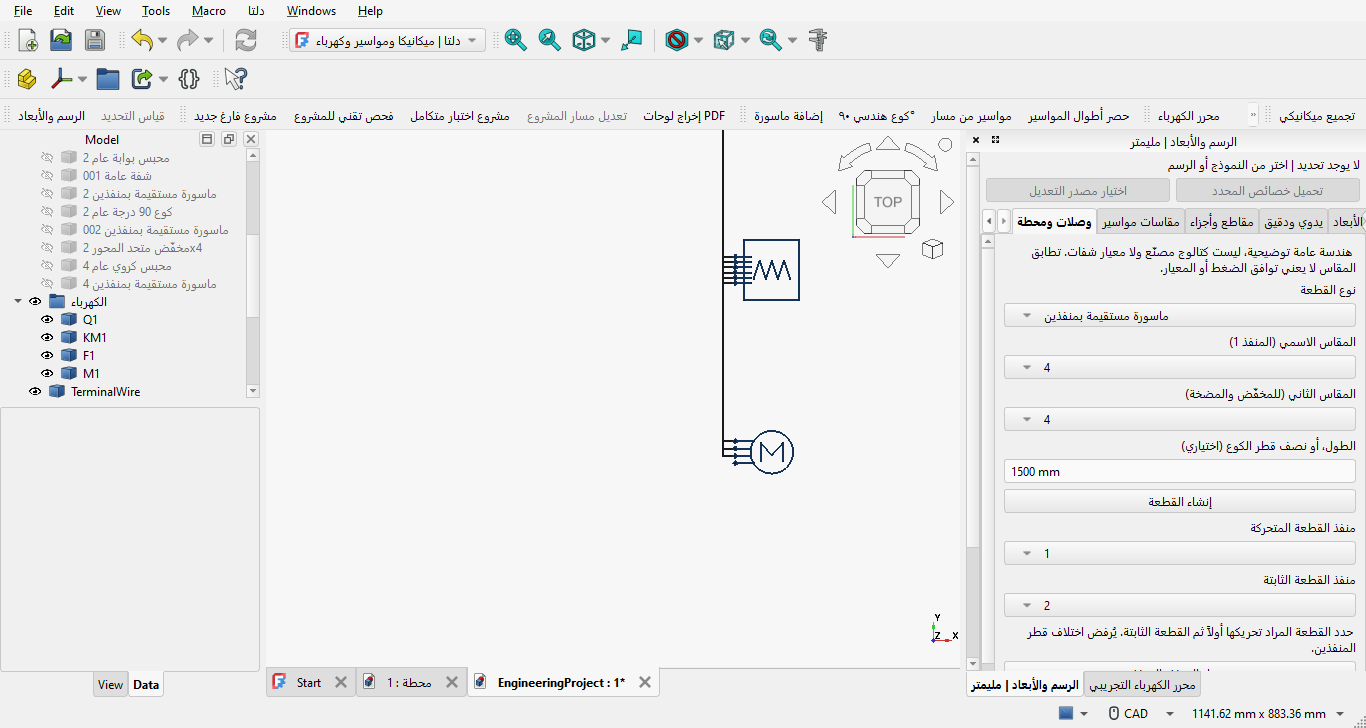 File Edit View Tools Macro دلتا Windows Help
دلتا | ميكانيكا ومواسير وكهرباء
الرسم والأبعاد قياس التحديد مشروع فارغ جديد فحص تقني للمشروع مشروع اختبار متكامل تعديل مسار المشروع إخراج لوحات PDF إضافة ماسورة كوع هندسي ٩٠° مواسير من مسار حصر أطوال المواسير محرر الكهرباء » تجميع ميكانيكي
Model
محبس بوابة عام 2
شفة عامة 001
ماسورة مستقيمة بمنفذين 2
كوع 90 درجة عام 2
ماسورة مستقيمة بمنفذين 002
مخفّض متحد المحور 2x4
محبس كروي عام 4
ماسورة مستقيمة بمنفذين 4
الكهرباء
Q1
KM1
F1
M1
TerminalWire
View Data
TOP
M
Y
Z X
Start
محطة : 1
EngineeringProject : 1*
الرسم والأبعاد | مليمتر
لا يوجد تحديد | اختر من النموذج أو الرسم
اختيار مصدر التعديل تحميل خصائص المحدد
وصلات ومحطة مقاسات مواسير مقاطع وأجزاء يدوي ودقيق الأبعاد
هندسة عامة توضيحية، ليست كتالوج مصنّع ولا معيار شفات. تطابق
المقاس لا يعني توافق الضغط أو المعيار.
نوع القطعة
ماسورة مستقيمة بمنفذين
المقاس الاسمي (المنفذ 1)
4
المقاس الثاني (للمخفّض والمضخة)
4
الطول، أو نصف قطر الكوع (اختياري)
1500 mm
إنشاء القطعة
منفذ القطعة المتحركة
1
منفذ القطعة الثابتة
2
حدد القطعة المراد تحريكها أولاً ثم القطعة الثابتة. يُرفض اختلاف قطر
المنفذين.
الرسم والأبعاد | مليمتر محرر الكهرباء التجريبي
CAD 1141.62 mm x 883.36 mm